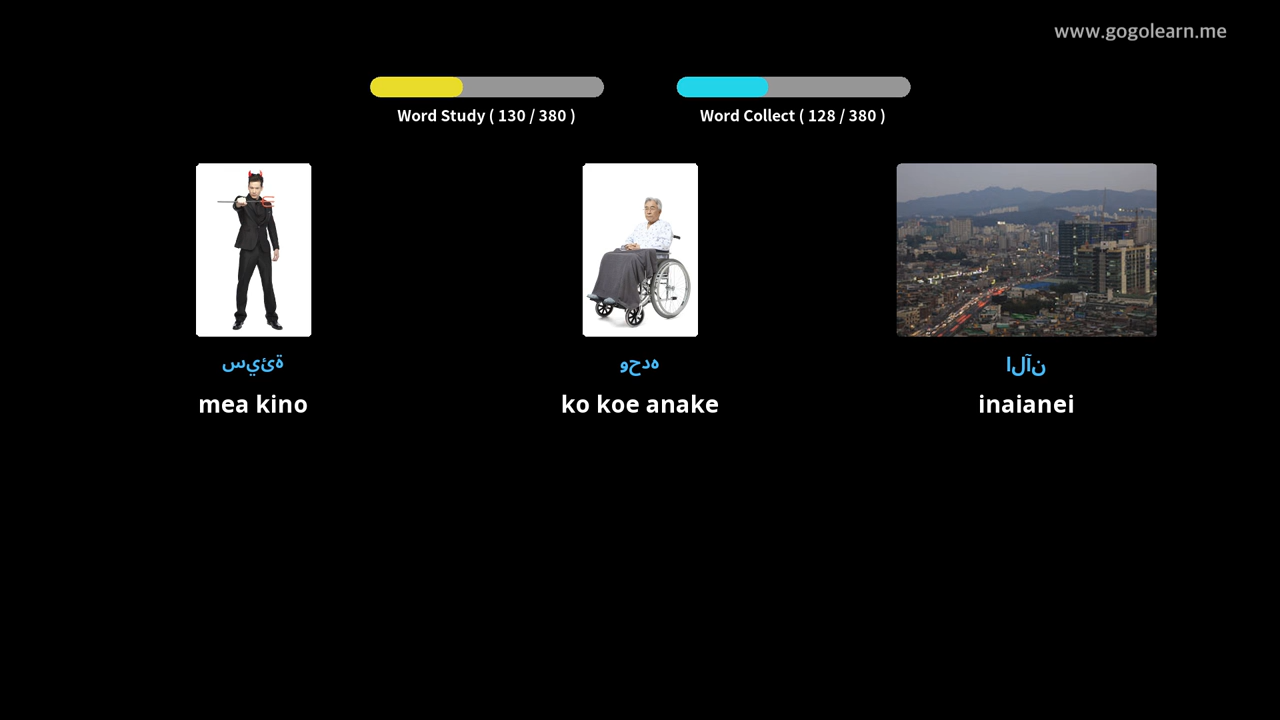 www.gogolearn.me
Word Study ( 130 / 380 )
Word Collect ( 128 / 380 )
سيئة
وحده
الآن
mea kino
ko koe anake
inaianei